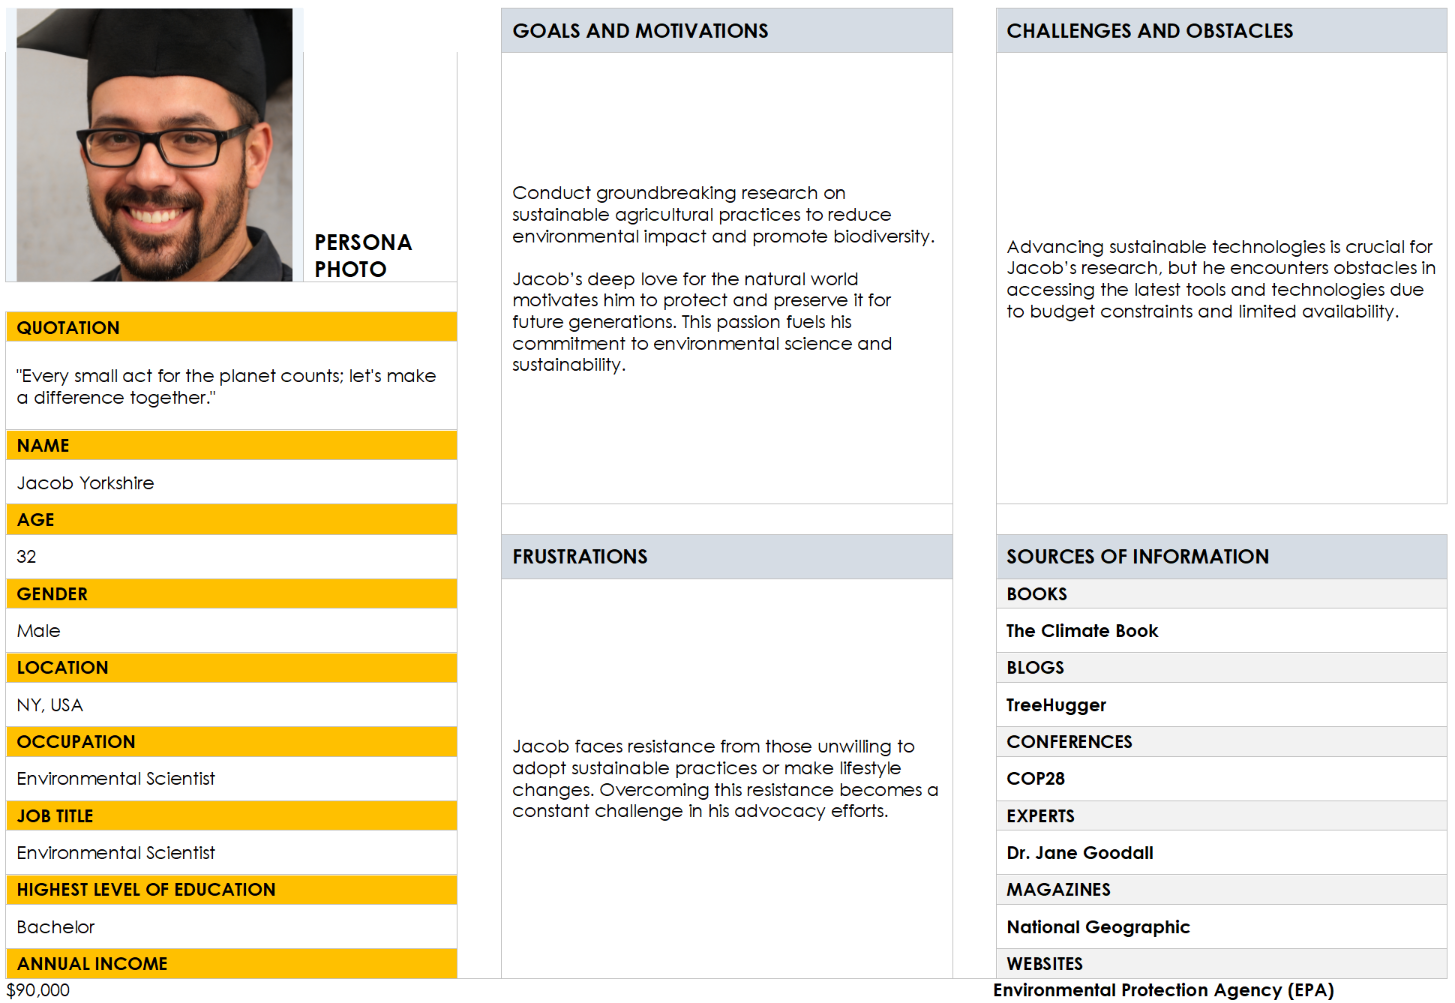 PERSONA
PHOTO
QUOTATION
"Every small act for the planet counts; let's make
a difference together."
NAME
Jacob Yorkshire
AGE
32
GENDER
Male
LOCATION
NY, USA
OCCUPATION
Environmental Scientist
JOB TITLE
Environmental Scientist
HIGHEST LEVEL OF EDUCATION
Bachelor
ANNUAL INCOME
$90,000
GOALS AND MOTIVATIONS
Conduct groundbreaking research on
sustainable agricultural practices to reduce
environmental impact and promote biodiversity.
Jacob’s deep love for the natural world
motivates him to protect and preserve it for
future generations. This passion fuels his
commitment to environmental science and
sustainability.
FRUSTRATIONS
Jacob faces resistance from those unwilling to
adopt sustainable practices or make lifestyle
changes. Overcoming this resistance becomes a
constant challenge in his advocacy efforts.
CHALLENGES AND OBSTACLES
Advancing sustainable technologies is crucial for
Jacob’s research, but he encounters obstacles in
accessing the latest tools and technologies due
to budget constraints and limited availability.
SOURCES OF INFORMATION
BOOKS
The Climate Book
BLOGS
TreeHugger
CONFERENCES
COP28
EXPERTS
Dr. Jane Goodall
MAGAZINES
National Geographic
WEBSITES
Environmental Protection Agency (EPA)